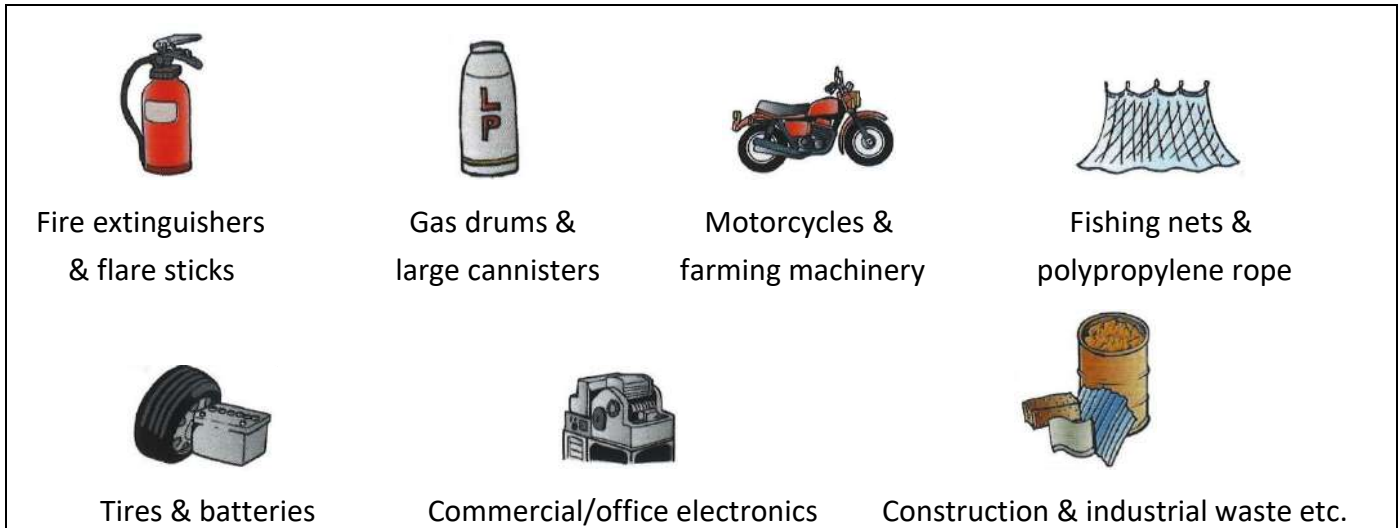 L
P
Fire extinguishers
& flare sticks
Gas drums &
large cannisters
Motorcycles &
farming machinery
Fishing nets &
polypropylene rope
Tires & batteries
Commercial/office electronics
Construction & industrial waste etc.